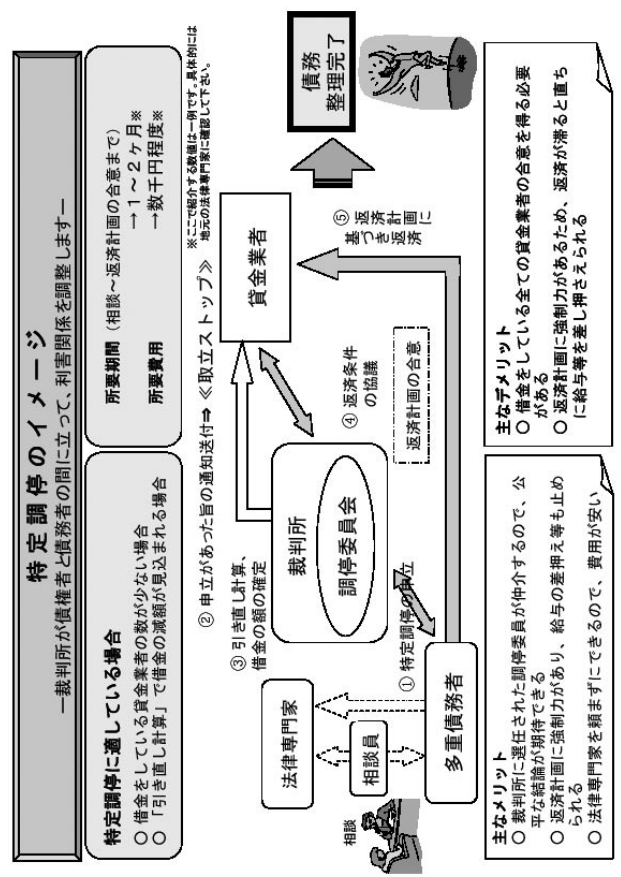 特定調停のイメージ
―裁判所が債権者と債務者の間に立って、利害関係を調整します―
特定調停に適している場合
○ 借金をしている貸金業者の数が少ない場合
○ 「引き直し計算」で借金の減額が見込まれる場合
所要期間（相談～返済計画の合意まで）
→１～２ヶ月※
所要費用 →数千円程度※
※ここで紹介する数値は一例です。具体的には
地元の法律専門家に確認して下さい。
② 申立があった旨の通知送付⇒ ≪取立ストップ≫
③ 引き直し計算、
借金の額の確定
裁判所
調停委員会
貸金業者
債務
整理完了
④ 返済条件
の協議
⑤ 返済計画に
基づき返済
返済計画の合意
① 特定調停の申立
法律専門家
相談員
相談
多重債務者
主なメリット
○ 裁判所に選任された調停委員が仲介するので、公
平な結論が期待できる
○ 返済計画に強制力があり、給与の差押え等も止め
られる
○ 法律専門家を頼まずにできるので、費用が安い
主なデメリット
○ 借金をしている全ての貸金業者の合意を得る必要
がある
○ 返済計画に強制力があるため、返済が滞ると直ち
に給与等を差し押さえられる